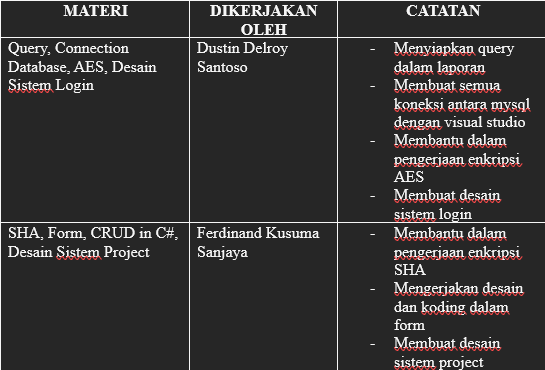 MATERI
DIKERJAKAN
OLEH
CATATAN
Query, Connection
Database, AES, Desain
Sistem Login
Dustin Delroy
Santoso
- Menyiapkan query
dalam laporan
- Membuat semua
koneksi antara mysql
dengan visual studio
- Membantu dalam
pengerjaan enkripsi
AES
- Membuat desain
sistem login
SHA, Form, CRUD in C#,
Desain Sistem Project
Ferdinand Kusuma
Sanjaya
- Membantu dalam
pengerjaan enkripsi
SHA
- Mengerjakan desain
dan koding dalam
form
- Membuat desain
sistem project